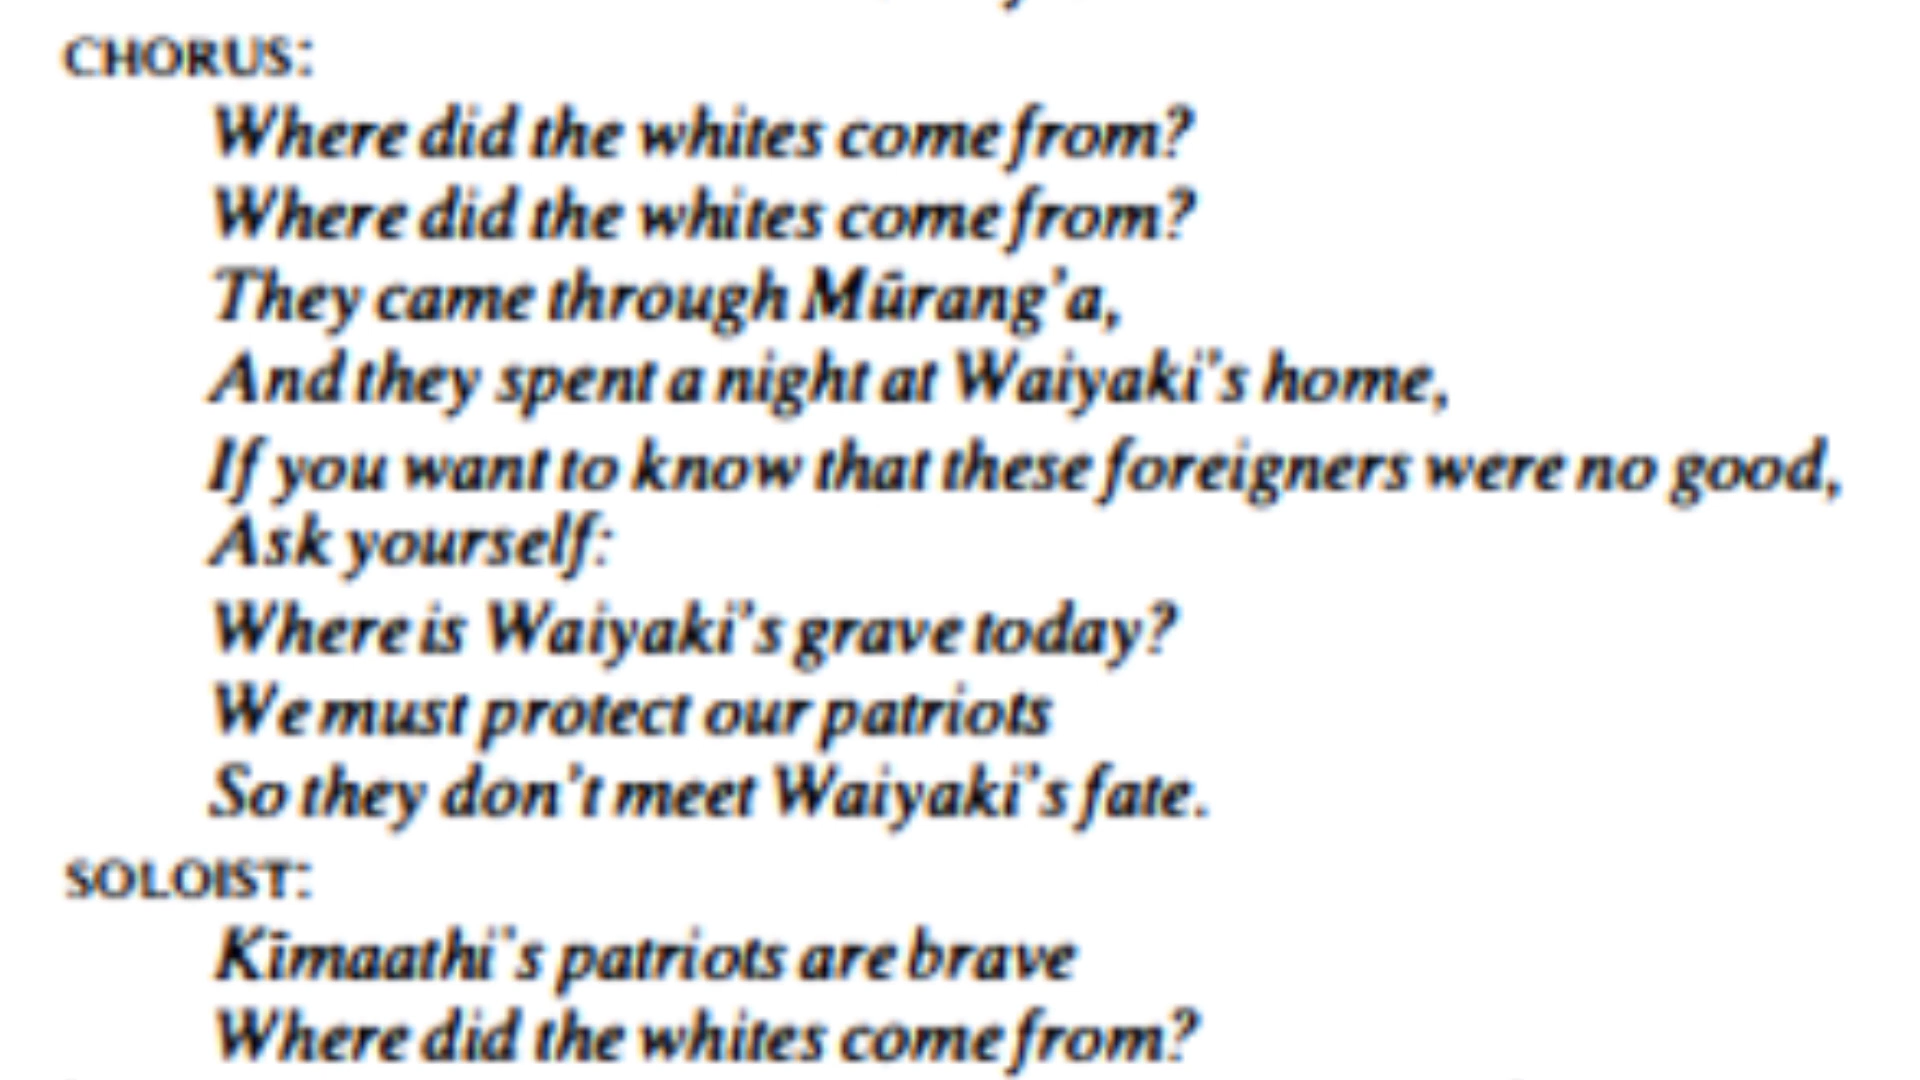 CHORUS:
Where did the whites come from?
Where did the whites come from?
They came through Mūrang'a,
And they spent a night at Waiyaki's home,
If you want to know that these foreigners were no good,
Ask yourself:
Where is Waiyaki's grave today?
We must protect our patriots
So they don't meet Waiyaki's fate.
SOLOIST:
Kīmaathi's patriots are brave
Where did the whites come from?